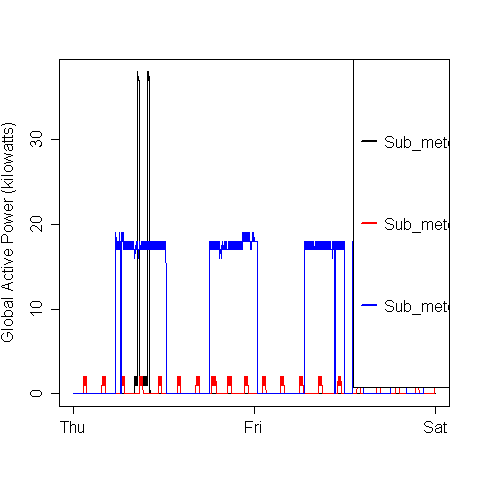 Global Active Power (kilowatts)
30
20
10
0
Sub_mete
Sub_mete
Sub_mete
Thu
Fri
Sat